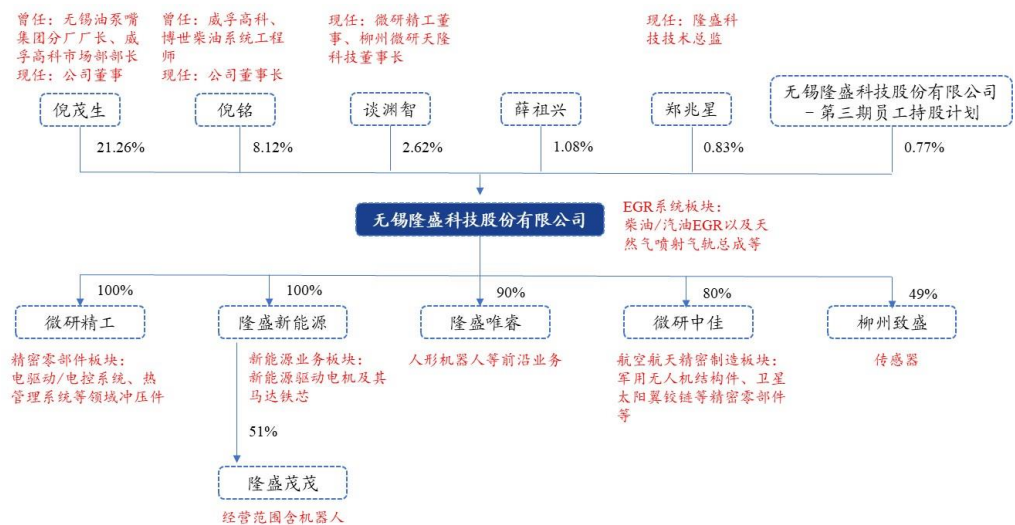 曾任：无锡油泵嘴
集团分厂厂长、威
孚高科市场部部长
现任：公司董事
曾任：威孚高科、
博世柴油系统工程
师
现任：公司董事长
现任：微研精工董
事、柳州微研天隆
科技董事长
现任：隆盛科
技技术总监
倪茂生
倪铭
谈渊智
薛祖兴
郑兆星
无锡隆盛科技股份有限公司
－第三期员工持股计划
21.26%
8.12%
2.62%
1.08%
0.83%
0.77%
无锡隆盛科技股份有限公司
EGR系统板块：
柴油/汽油EGR以及天
然气喷射气轨总成等
100%
100%
90%
80%
49%
微研精工
隆盛新能源
隆盛唯睿
微研中佳
柳州致盛
精密零部件板块：
电驱动/电控系统、热
管理系统等领域冲压件
新能源业务板块：
新能源驱动电机及其
马达铁芯
人形机器人等前沿业务
航空航天精密制造板块：
军用无人机结构件、卫星
太阳翼铰链等精密零部件
等
传感器
51%
隆盛茂茂
经营范围含机器人